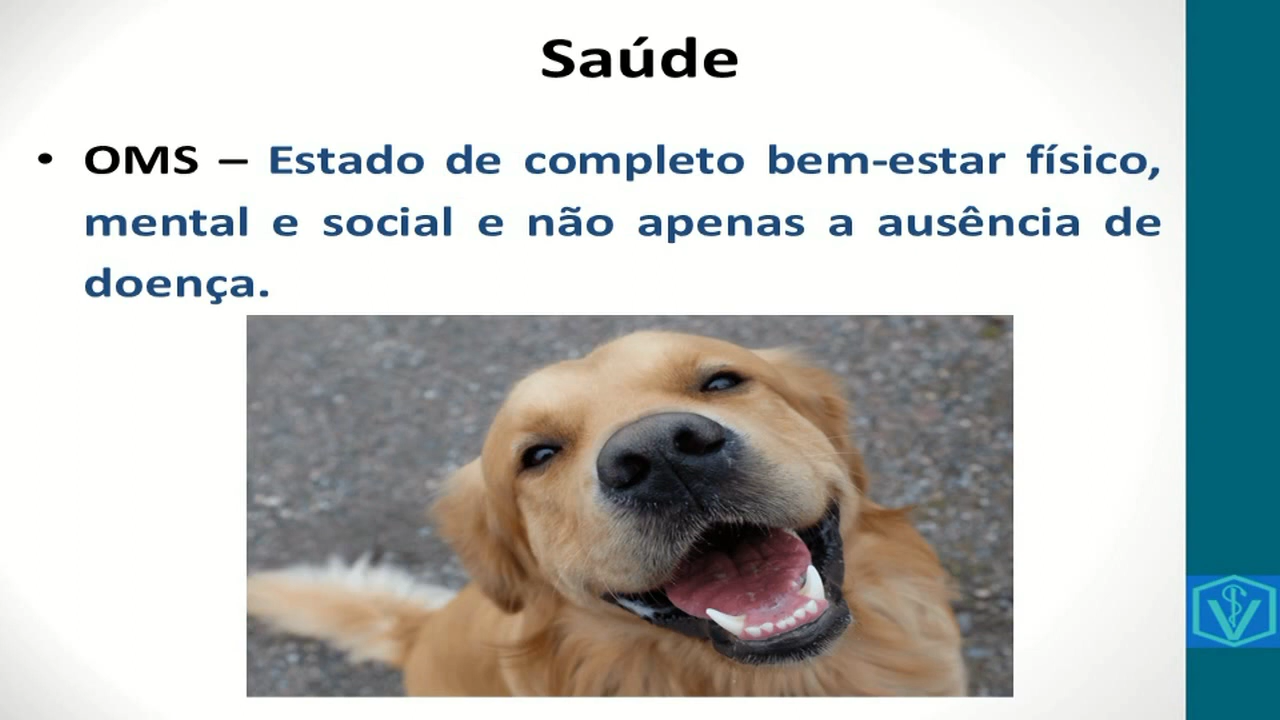 Saúde
• OMS – Estado de completo bem-estar físico,
mental e social e não apenas a ausência de
doença.